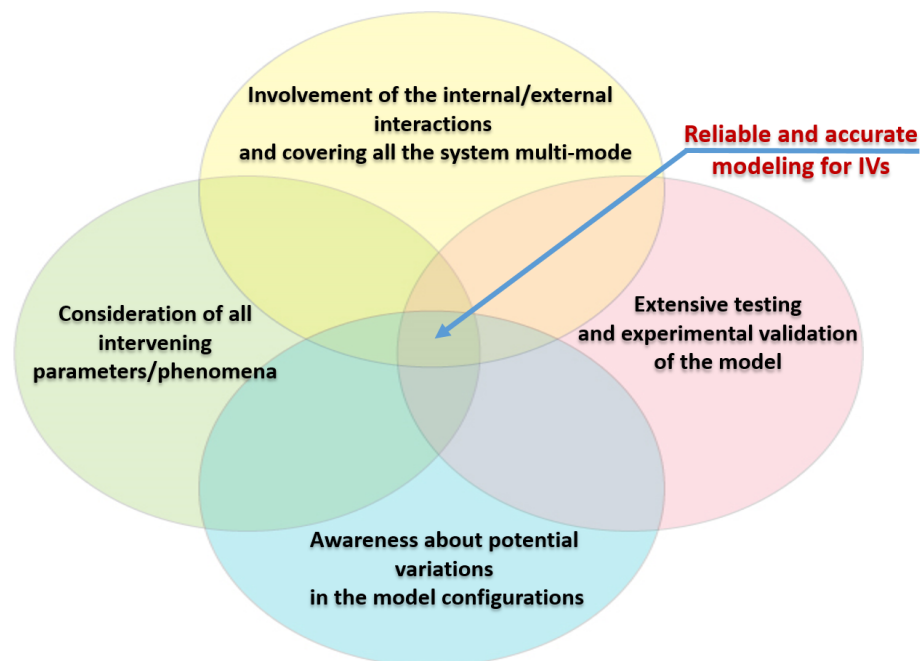 Involvement of the internal/external
interactions
and covering all the system multi-mode
Reliable and accurate
modeling for IVs
Consideration of all
intervening
parameters/phenomena
Extensive testing
and experimental validation
of the model
Awareness about potential
variations
in the model configurations